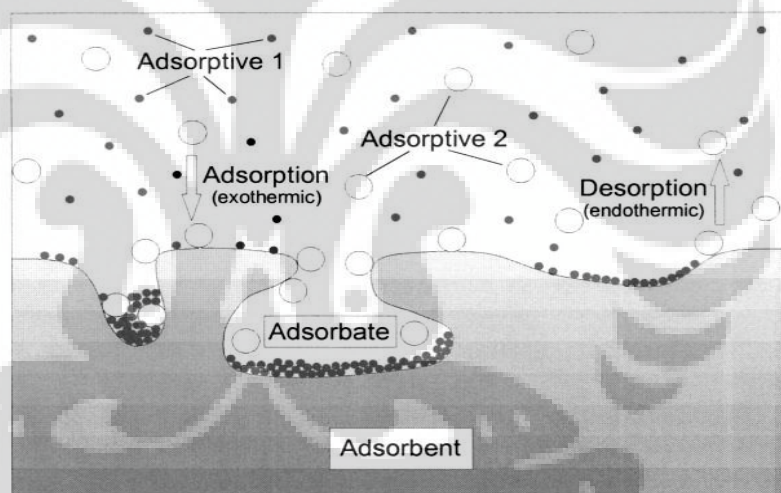 Adsorptive 1
Adsorptive 2
Adsorption
(exothermic)
Desorption
(endothermic)
Adsorbate
Adsorbent